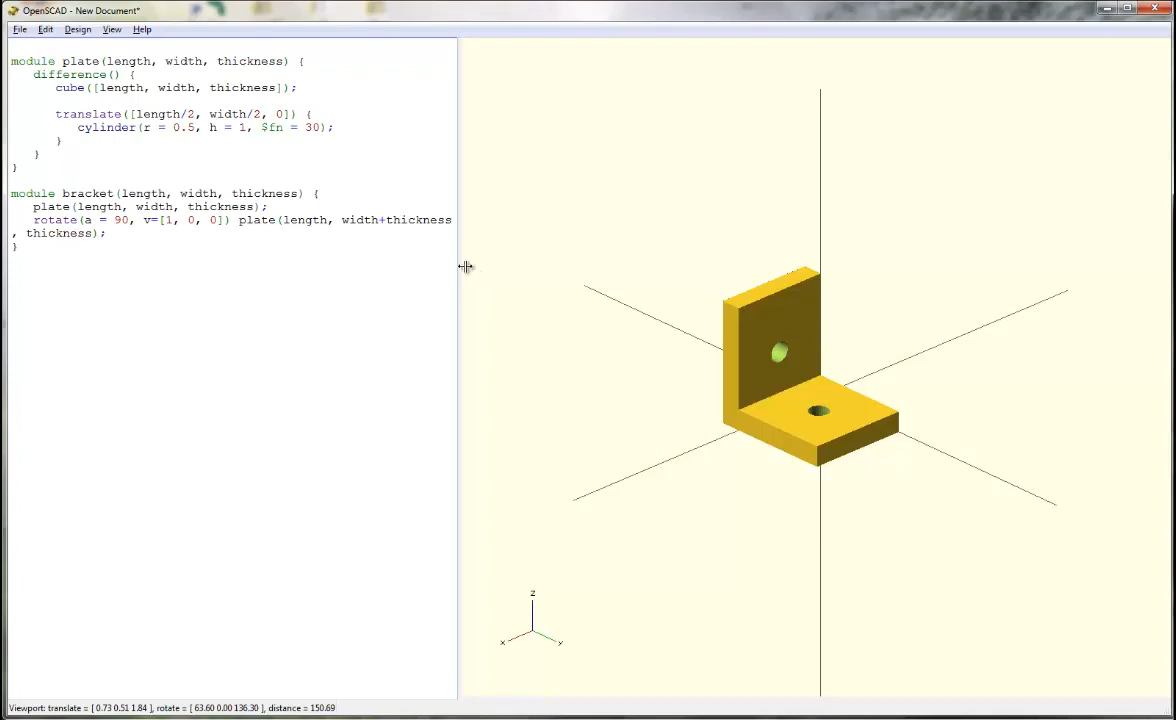 OpenSCAD - New Document*
File Edit Design View Help
module plate(length, width, thickness) {
difference() {
cube([length, width, thickness]);
translate([length/2, width/2, 0]) {
cylinder(r = 0.5, h = 1, $fn = 30);
}
}
}
module bracket(length, width, thickness) {
plate(length, width, thickness);
rotate(a = 90, v=[1, 0, 0]) plate(length, width+thickness
, thickness);
}
z
x
y
Viewport: translate = [ 0.73 0.51 1.84 ], rotate = [ 63.60 0.00 136.30 ], distance = 150.69